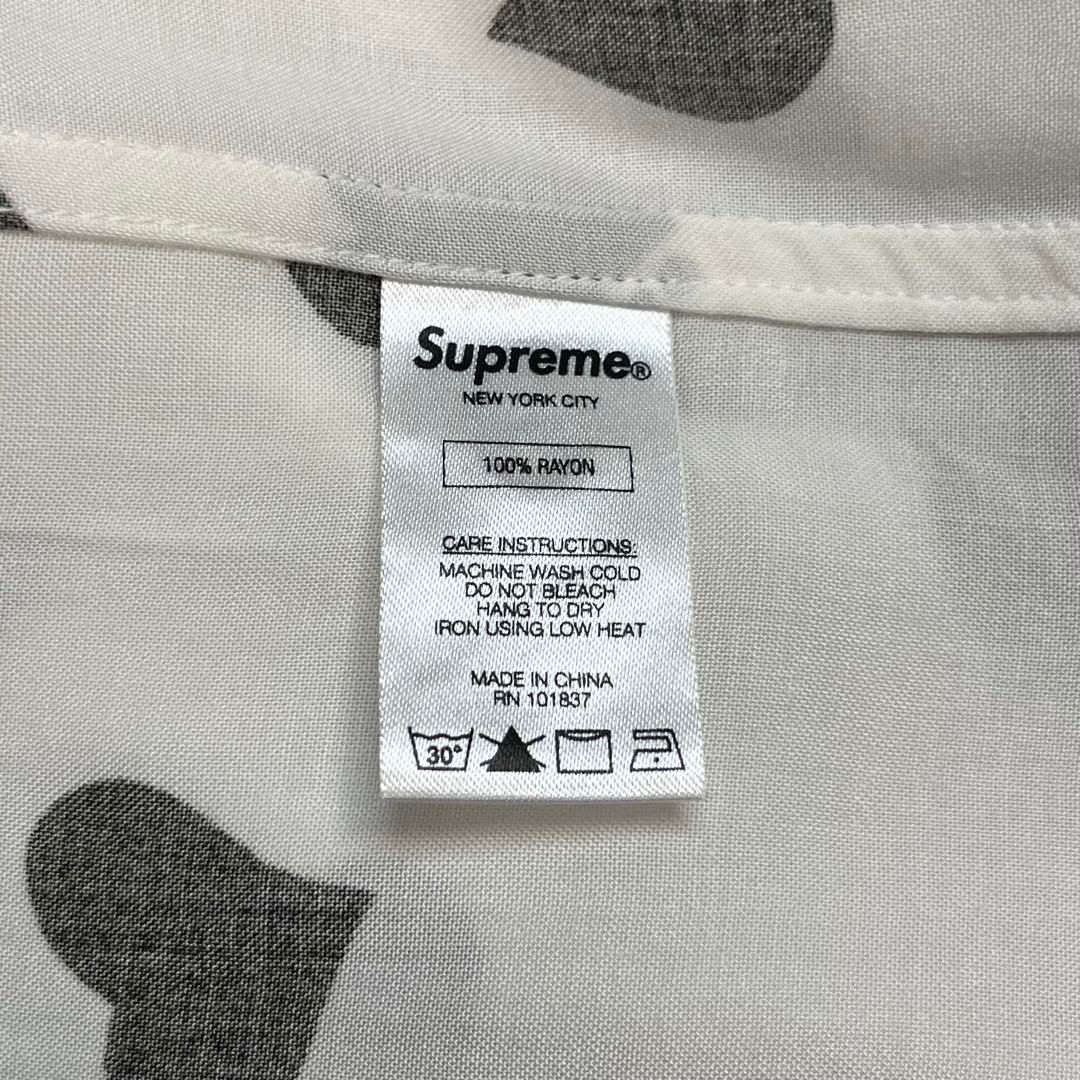 Supreme®
NEW YORK CITY
100% RAYON
CARE INSTRUCTIONS:
MACHINE WASH COLD
DO NOT BLEACH
HANG TO DRY
IRON USING LOW HEAT
MADE IN CHINA
RN 101837
30°